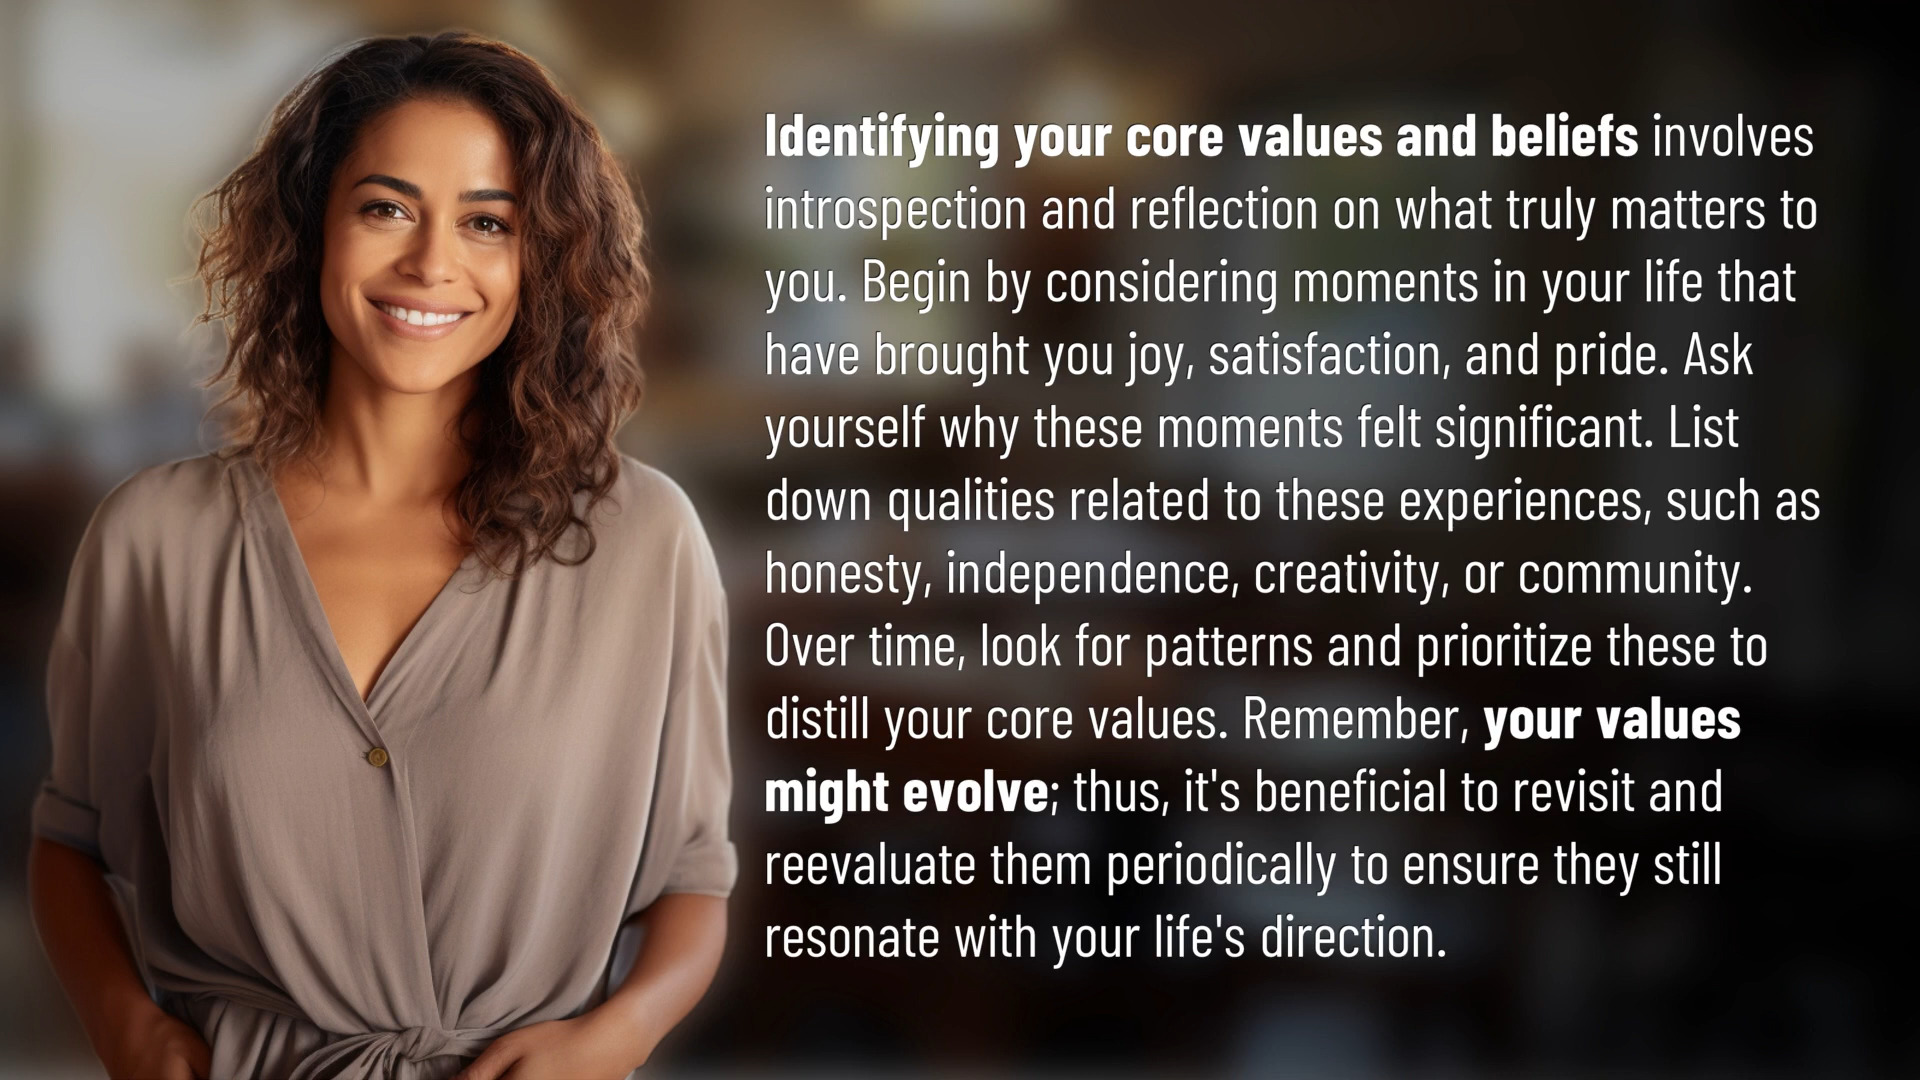 Identifying your core values and beliefs involves
introspection and reflection on what truly matters to
you. Begin by considering moments in your life that
have brought you joy, satisfaction, and pride. Ask
yourself why these moments felt significant. List
down qualities related to these experiences, such as
honesty, independence, creativity, or community.
Over time, look for patterns and prioritize these to
distill your core values. Remember, your values
might evolve; thus, it's beneficial to revisit and
reevaluate them periodically to ensure they still
resonate with your life's direction.